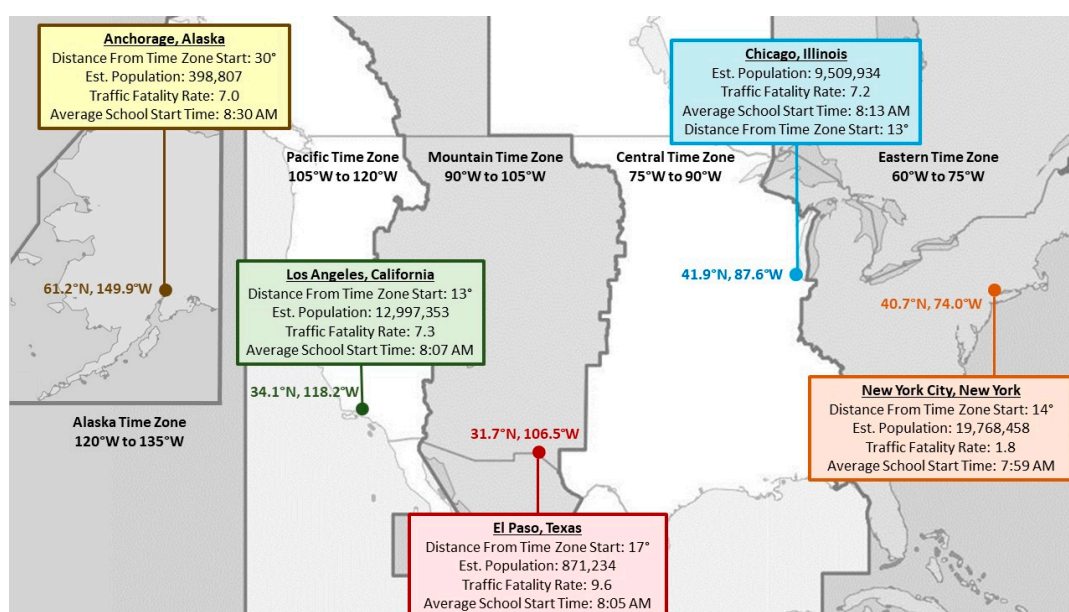 Anchorage, Alaska
Distance From Time Zone Start: 30°
Est. Population: 398,807
Traffic Fatality Rate: 7.0
Average School Start Time: 8:30 AM
Chicago, Illinois
Est. Population: 9,509,934
Traffic Fatality Rate: 7.2
Average School Start Time: 8:13 AM
Distance From Time Zone Start: 13°
Pacific Time Zone
105°W to 120°W
Mountain Time Zone
90°W to 105°W
Central Time Zone
75°W to 90°W
Eastern Time Zone
60°W to 75°W
61.2°N, 149.9°W
Los Angeles, California
Distance From Time Zone Start: 13°
Est. Population: 12,997,353
Traffic Fatality Rate: 7.3
Average School Start Time: 8:07 AM
41.9°N, 87.6°W
40.7°N, 74.0°W
34.1°N, 118.2°W
New York City, New York
Distance From Time Zone Start: 14°
Est. Population: 19,768,458
Traffic Fatality Rate: 1.8
Average School Start Time: 7:59 AM
Alaska Time Zone
120°W to 135°W
31.7°N, 106.5°W
El Paso, Texas
Distance From Time Zone Start: 17°
Est. Population: 871,234
Traffic Fatality Rate: 9.6
Average School Start Time: 8:05 AM